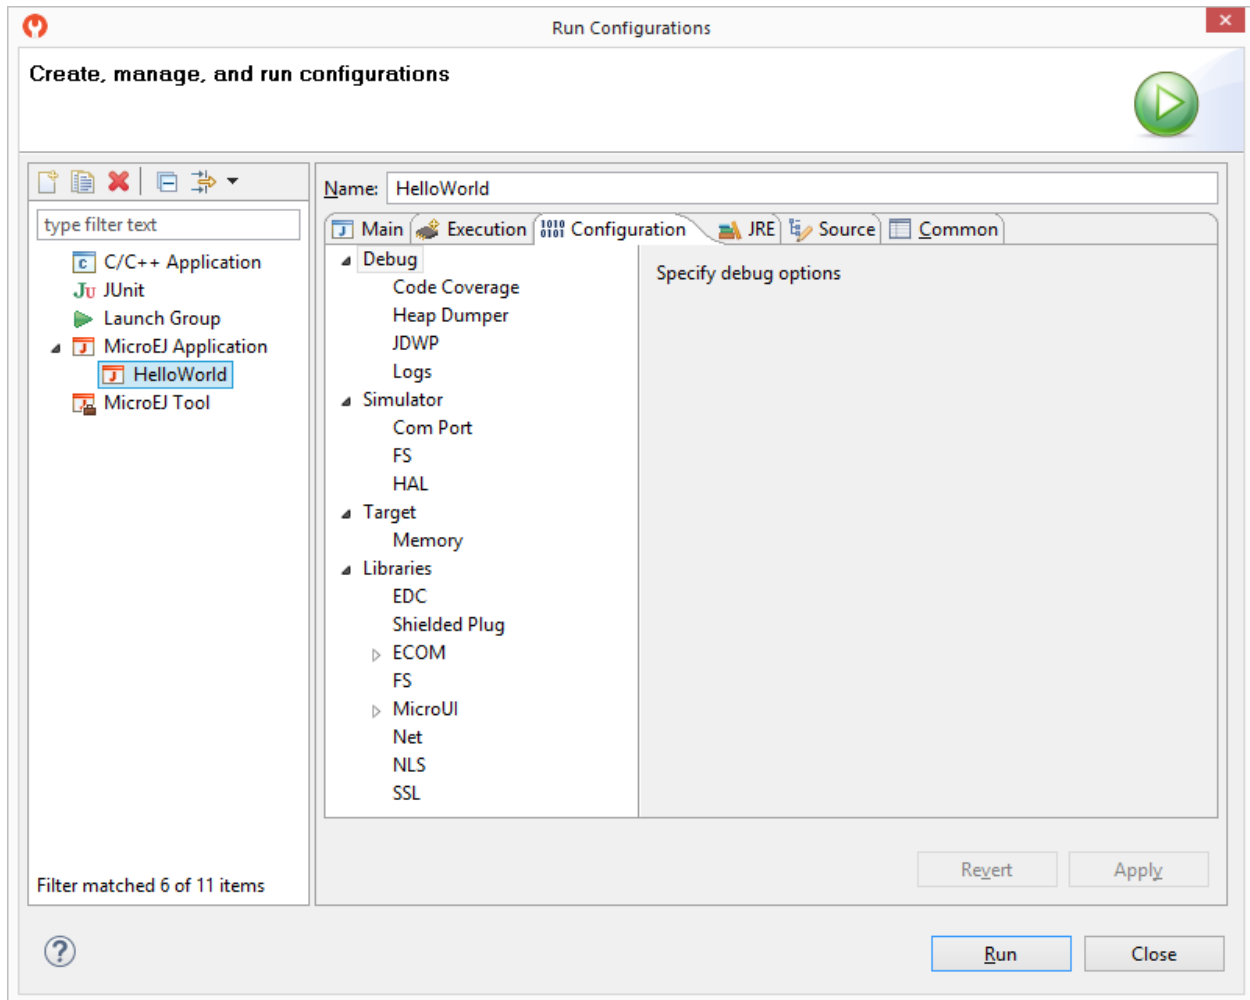 Run Configurations
Create, manage, and run configurations
type filter text
C/C++ Application
JUnit
Launch Group
MicroEJ Application
HelloWorld
MicroEJ Tool
Filter matched 6 of 11 items
Name: HelloWorld
Main Execution Configuration JRE Source Common
Debug
Code Coverage
Heap Dumper
JDWP
Logs
Simulator
Com Port
FS
HAL
Target
Memory
Libraries
EDC
Shielded Plug
ECOM
FS
MicroUI
Net
NLS
SSL
Specify debug options
Revert Apply
Run Close